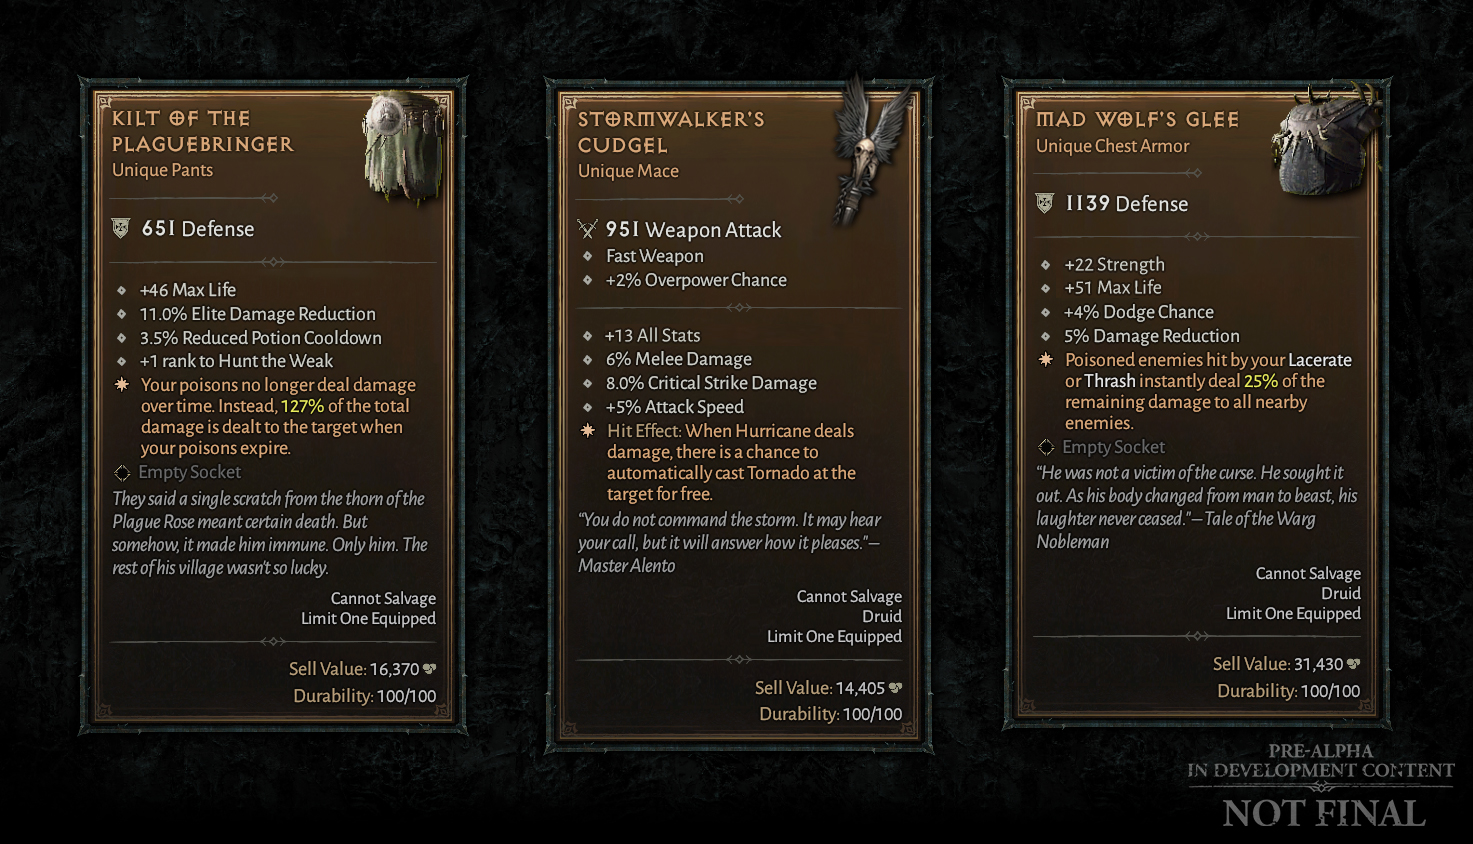 KILT OF THE
PLAGUEBRINGER
Unique Pants
651 Defense
+46 Max Life
11.0% Elite Damage Reduction
3.5% Reduced Potion Cooldown
+1 rank to Hunt the Weak
Your poisons no longer deal damage
over time. Instead, 127% of the total
damage is dealt to the target when
your poisons expire.
Empty Socket
They said a single scratch from the thorn of the
Plague Rose meant certain death. But
somehow, it made him immune. Only him. The
rest of his village wasn't so lucky.
Cannot Salvage
Limit One Equipped
Sell Value: 16,370
Durability: 100/100
STORMWALKER'S
CUDGEL
Unique Mace
951 Weapon Attack
Fast Weapon
+2% Overpower Chance
+13 All Stats
6% Melee Damage
8.0% Critical Strike Damage
+5% Attack Speed
Hit Effect: When Hurricane deals
damage, there is a chance to
automatically cast Tornado at the
target for free.
“You do not command the storm. It may hear
your call, but it will answer how it pleases."—
Master Alento
Cannot Salvage
Druid
Limit One Equipped
Sell Value: 14,405
Durability: 100/100
MAD WOLF'S GLEE
Unique Chest Armor
1139 Defense
+22 Strength
+51 Max Life
+4% Dodge Chance
5% Damage Reduction
Poisoned enemies hit by your Lacerate
or Thrash instantly deal 25% of the
remaining damage to all nearby
enemies.
Empty Socket
“He was not a victim of the curse. He sought it
out. As his body changed from man to beast, his
laughter never ceased."—Tale of the Warg
Nobleman
Cannot Salvage
Druid
Limit One Equipped
Sell Value: 31,430
Durability: 100/100
PRE-ALPHA
IN DEVELOPMENT CONTENT
NOT FINAL